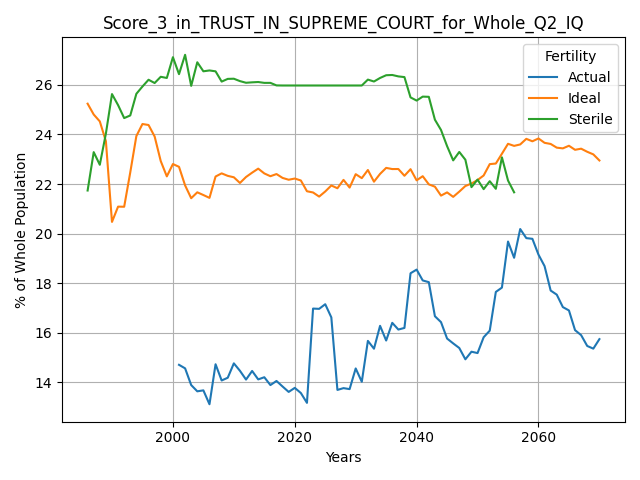 Score_3_in_TRUST_IN_SUPREME_COURT_for_Whole_Q2_IQ
Fertility
Actual
Ideal
Sterile
% of Whole Population
26
24
22
20
18
16
14
2000
2020
2040
2060
Years